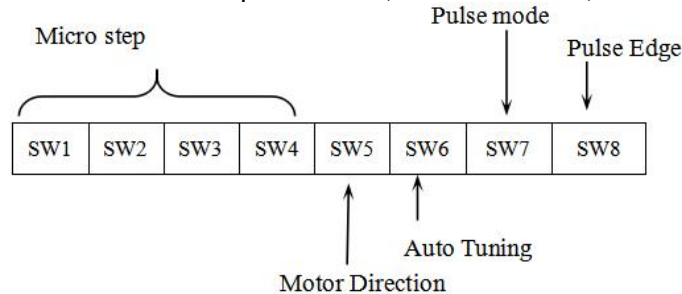 Pulse mode
Micro step
Pulse Edge
SW1 SW2 SW3 SW4 SW5 SW6 SW7 SW8
Auto Tuning
Motor Direction